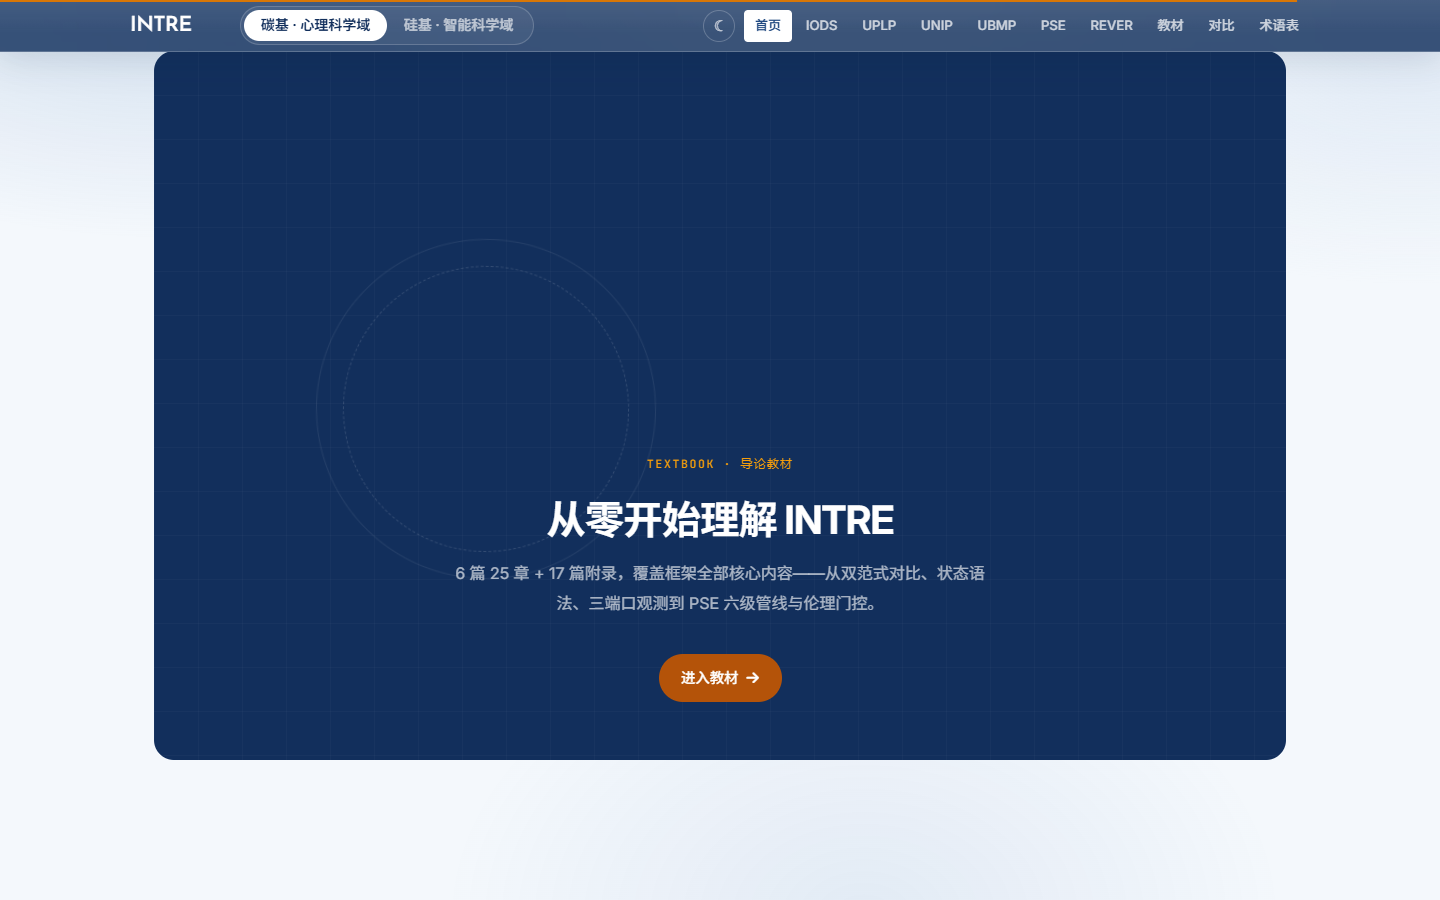 INTRE
碳基 · 心理科学域
硅基 · 智能科学域
首页
IODS
UPLP
UNIP
UBMP
PSE
REVER
教材
对比
术语表
TEXTBOOK · 导论教材
从零开始理解 INTRE
6 篇 25 章 + 17 篇附录，覆盖框架全部核心内容——从双范式对比、状态语
法、三端口观测到 PSE 六级管线与伦理门控。
进入教材 →